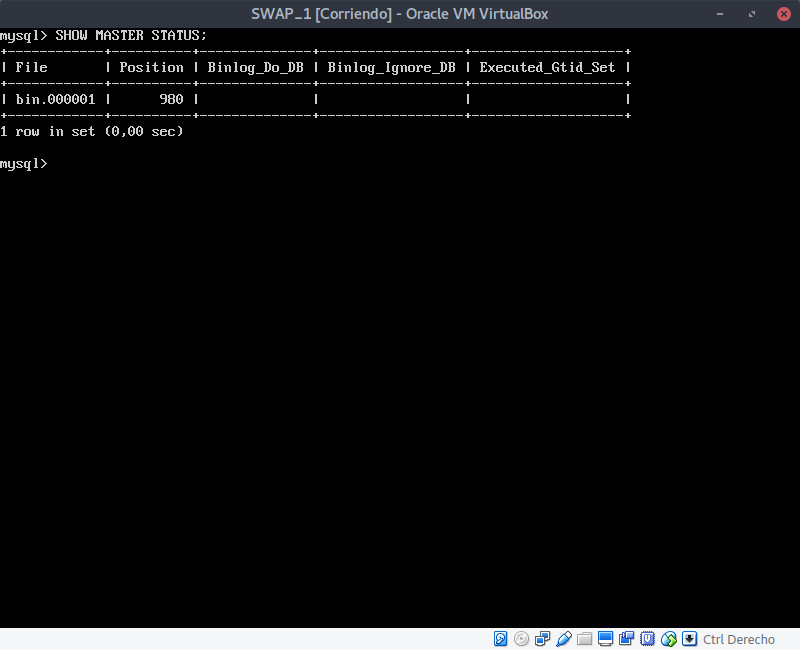 SWAP_1 [Corriendo] - Oracle VM VirtualBox
mysql> SHOW MASTER STATUS;
+------------+----------+--------------+------------------+-------------------+
| File       | Position | Binlog_Do_DB | Binlog_Ignore_DB | Executed_Gtid_Set |
+------------+----------+--------------+------------------+-------------------+
| bin.000001 |      980 |              |                  |                   |
+------------+----------+--------------+------------------+-------------------+
1 row in set (0,00 sec)
mysql>
Ctrl Derecho